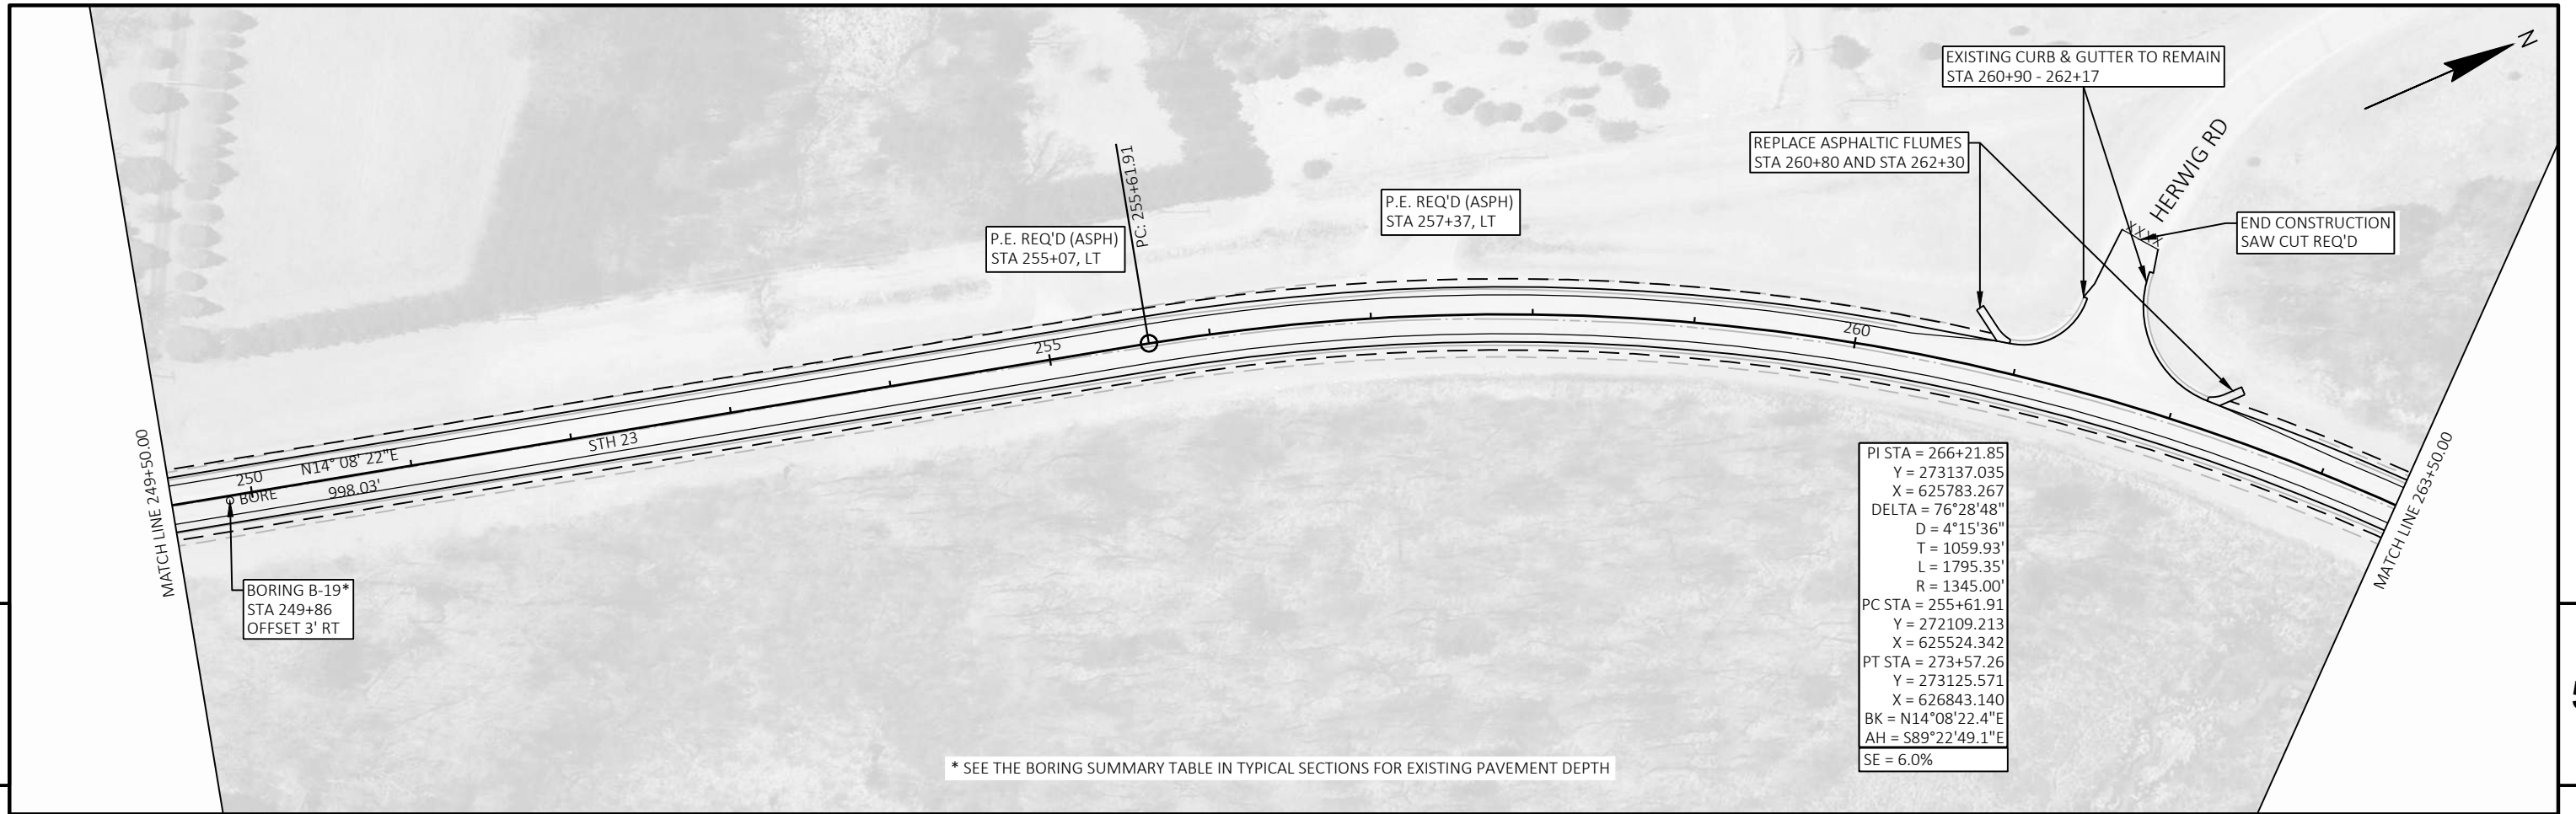 EXISTING CURB & GUTTER TO REMAIN
STA 260+90 - 262+17
N
REPLACE ASPHALTIC FLUMES
STA 260+80 AND STA 262+30
HERWIG RD
XXXX
END CONSTRUCTION
SAW CUT REQ'D
PC: 255+61.91
P.E. REQ'D (ASPH)
STA 255+07, LT
P.E. REQ'D (ASPH)
STA 257+37, LT
MATCH LINE 249+50.00
250
N14° 08' 22"E
998.03'
BORE
STH 23
255
260
MATCH LINE 263+50.00
BORING B-19*
STA 249+86
OFFSET 3' RT
PI STA = 266+21.85
Y = 273137.035
X = 625783.267
DELTA = 76°28'48"
D = 4°15'36"
T = 1059.93'
L = 1795.35'
R = 1345.00'
PC STA = 255+61.91
Y = 272109.213
X = 625524.342
PT STA = 273+57.26
Y = 273125.571
X = 626843.140
BK = N14°08'22.4"E
AH = S89°22'49.1"E
SE = 6.0%
* SEE THE BORING SUMMARY TABLE IN TYPICAL SECTIONS FOR EXISTING PAVEMENT DEPTH